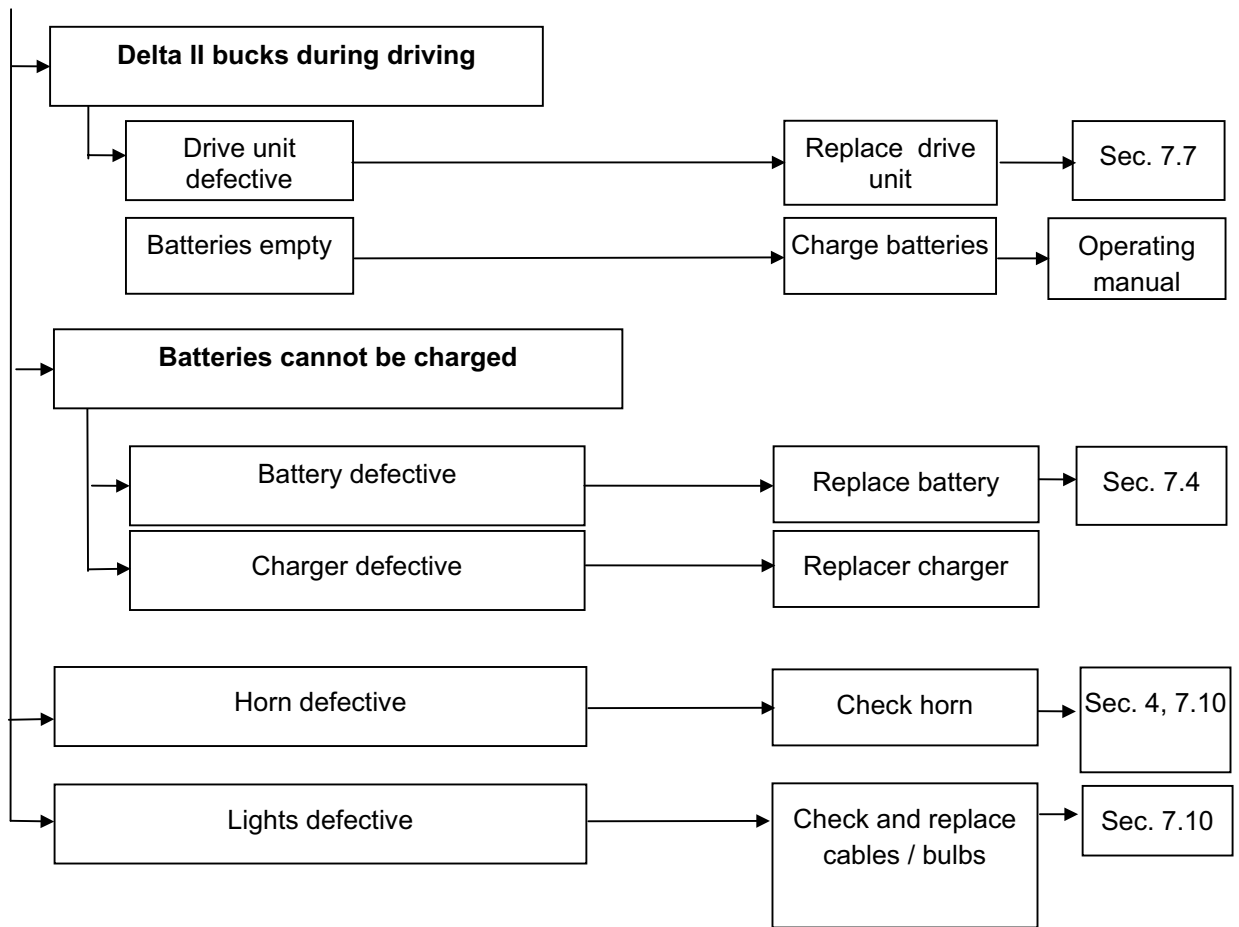 Delta II bucks during driving
Drive unit
defective
Replace drive
unit
Sec. 7.7
Batteries empty
Charge batteries
Operating
manual
Batteries cannot be charged
Battery defective
Replace battery
Sec. 7.4
Charger defective
Replacer charger
Horn defective
Check horn
Sec. 4, 7.10
Lights defective
Check and replace
cables / bulbs
Sec. 7.10